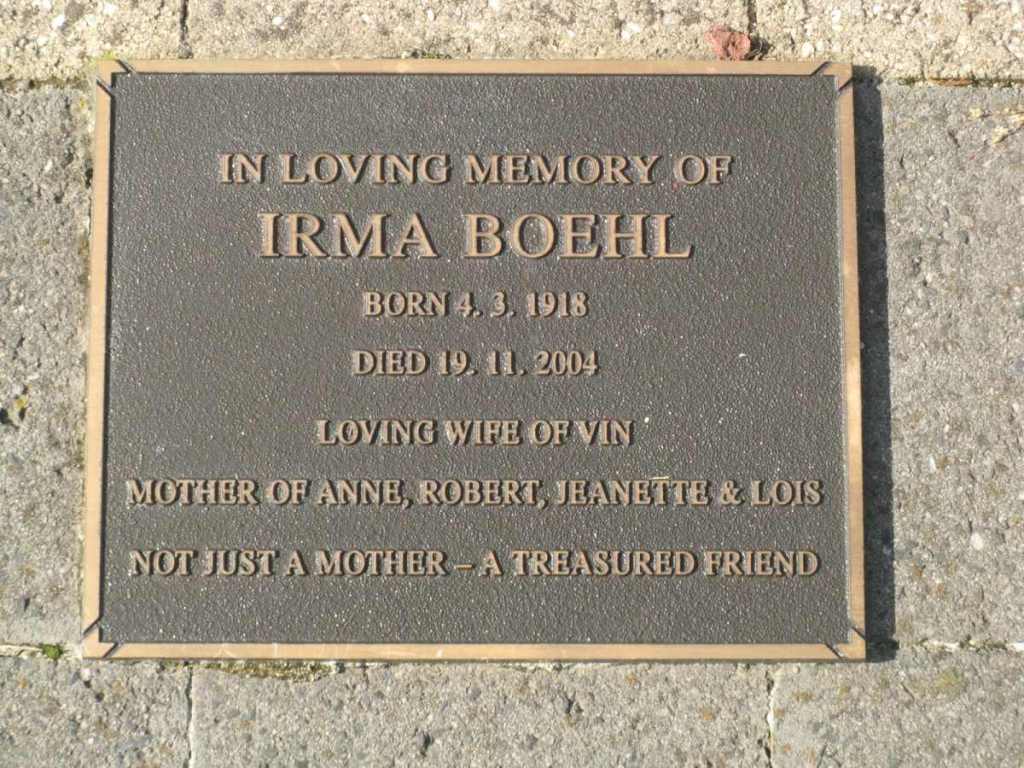 IN LOVING MEMORY OF
IRMA BOEHL
BORN 4. 3. 1918
DIED 19. 11. 2004
LOVING WIFE OF VIN
MOTHER OF ANNE, ROBERT, JEANETTE & LOIS
NOT JUST A MOTHER – A TREASURED FRIEND